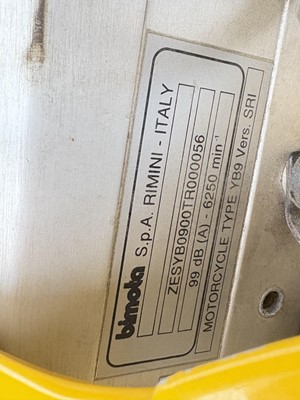 bimota S.p.A. RIMINI - ITALY
ZESYB0900TR000056
99 dB (A) - 6250 min⁻¹
MOTORCYCLE TYPE YB9 Vers. SRI